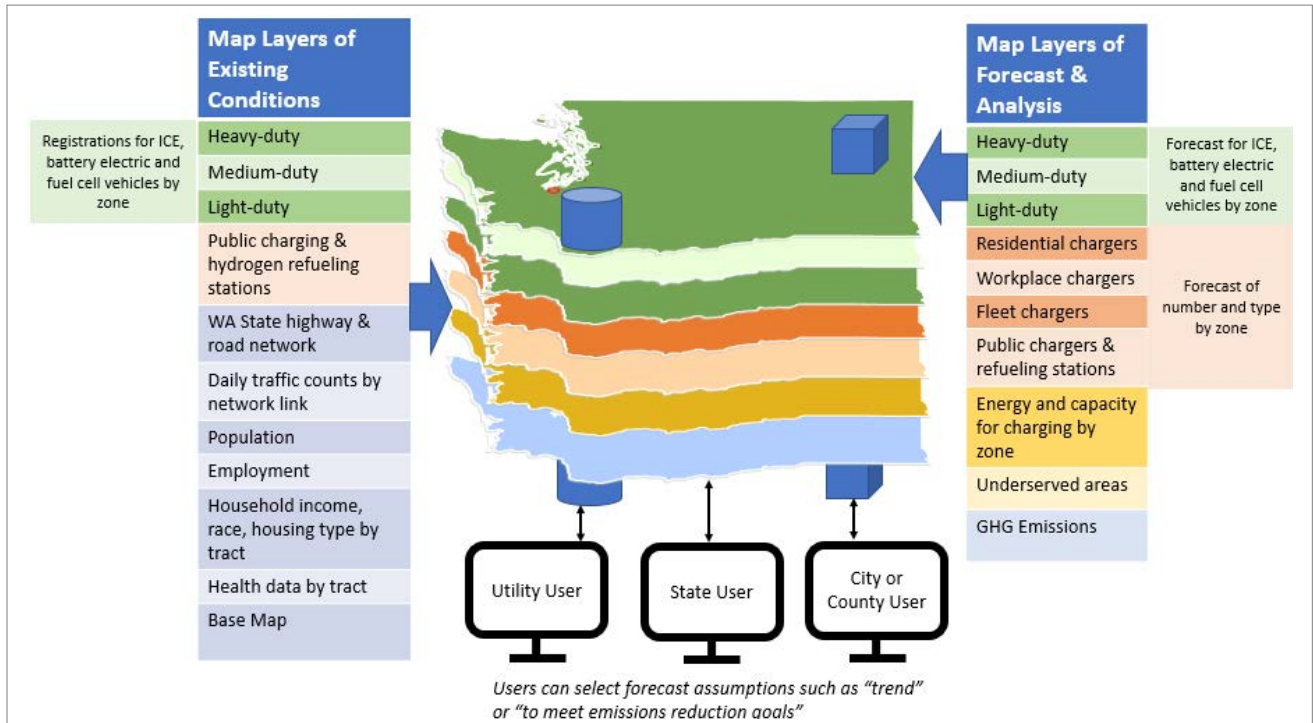 Map Layers of
Existing
Conditions
Registrations for ICE,
battery electric and
fuel cell vehicles by
zone
Heavy-duty
Medium-duty
Light-duty
Public charging &
hydrogen refueling
stations
WA State highway &
road network
Daily traffic counts by
network link
Population
Employment
Household income,
race, housing type by
tract
Health data by tract
Base Map
Map Layers of
Forecast &
Analysis
Heavy-duty
Medium-duty
Light-duty
Forecast for ICE,
battery electric
and fuel cell
vehicles by zone
Residential chargers
Workplace chargers
Fleet chargers
Public chargers &
refueling stations
Forecast of
number and type
by zone
Energy and capacity
for charging by
zone
Underserved areas
GHG Emissions
Utility User
State User
City or
County User
Users can select forecast assumptions such as “trend”
or “to meet emissions reduction goals”